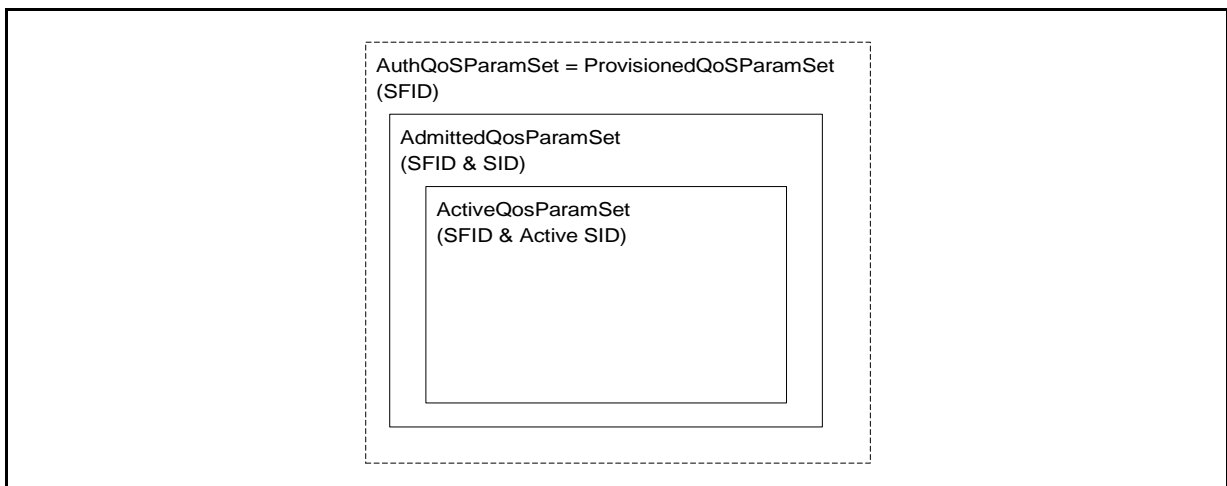 AuthQoSParamSet = ProvisionedQoSParamSet
(SFID)
AdmittedQosParamSet
(SFID & SID)
ActiveQosParamSet
(SFID & Active SID)